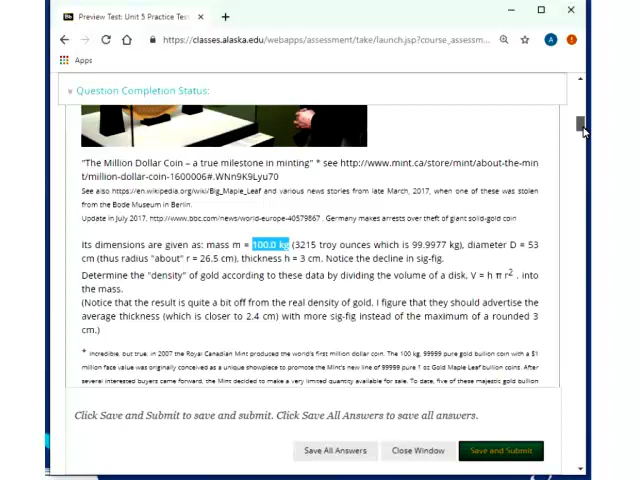 Preview Test: Unit 5 Practice Tes
https://classes.alaska.edu/webapps/assessment/take/launch.jsp?course_assessm...
Apps
Question Completion Status:
"The Million Dollar Coin – a true milestone in minting" * see http://www.mint.ca/store/mint/about-the-min
t/million-dollar-coin-1600006#.WNn9K9Lyu70
See also https://en.wikipedia.org/wiki/Big_Maple_Leaf and various news stories from late March, 2017, when one of these was stolen
from the Bode Museum in Berlin.
Update in July 2017, http://www.bbc.com/news/world-europe-40579867 . Germany makes arrests over theft of giant solid-gold coin
Its dimensions are given as: mass m = 100.0 kg (3215 troy ounces which is 99.9977 kg), diameter D = 53
cm (thus radius "about" r = 26.5 cm), thickness h = 3 cm. Notice the decline in sig-fig.
Determine the "density" of gold according to these data by dividing the volume of a disk, V = h π r², into
the mass.
(Notice that the result is quite a bit off from the real density of gold. I figure that they should advertise the
average thickness (which is closer to 2.4 cm) with more sig-fig instead of the maximum of a rounded 3
cm.)
* Incredible, but true: in 2007 the Royal Canadian Mint produced the world's first million dollar coin. The 100 kg, 99999 pure gold bullion coin with a $1
million face value was originally conceived as a unique showpiece to promote the Mint's new line of 99999 pure 1 oz Gold Maple Leaf bullion coins. After
several interested buyers came forward, the Mint decided to make a very limited quantity available for sale. To date, five of these majestic gold bullion
Click Save and Submit to save and submit. Click Save All Answers to save all answers.
Save All Answers Close Window Save and Submit